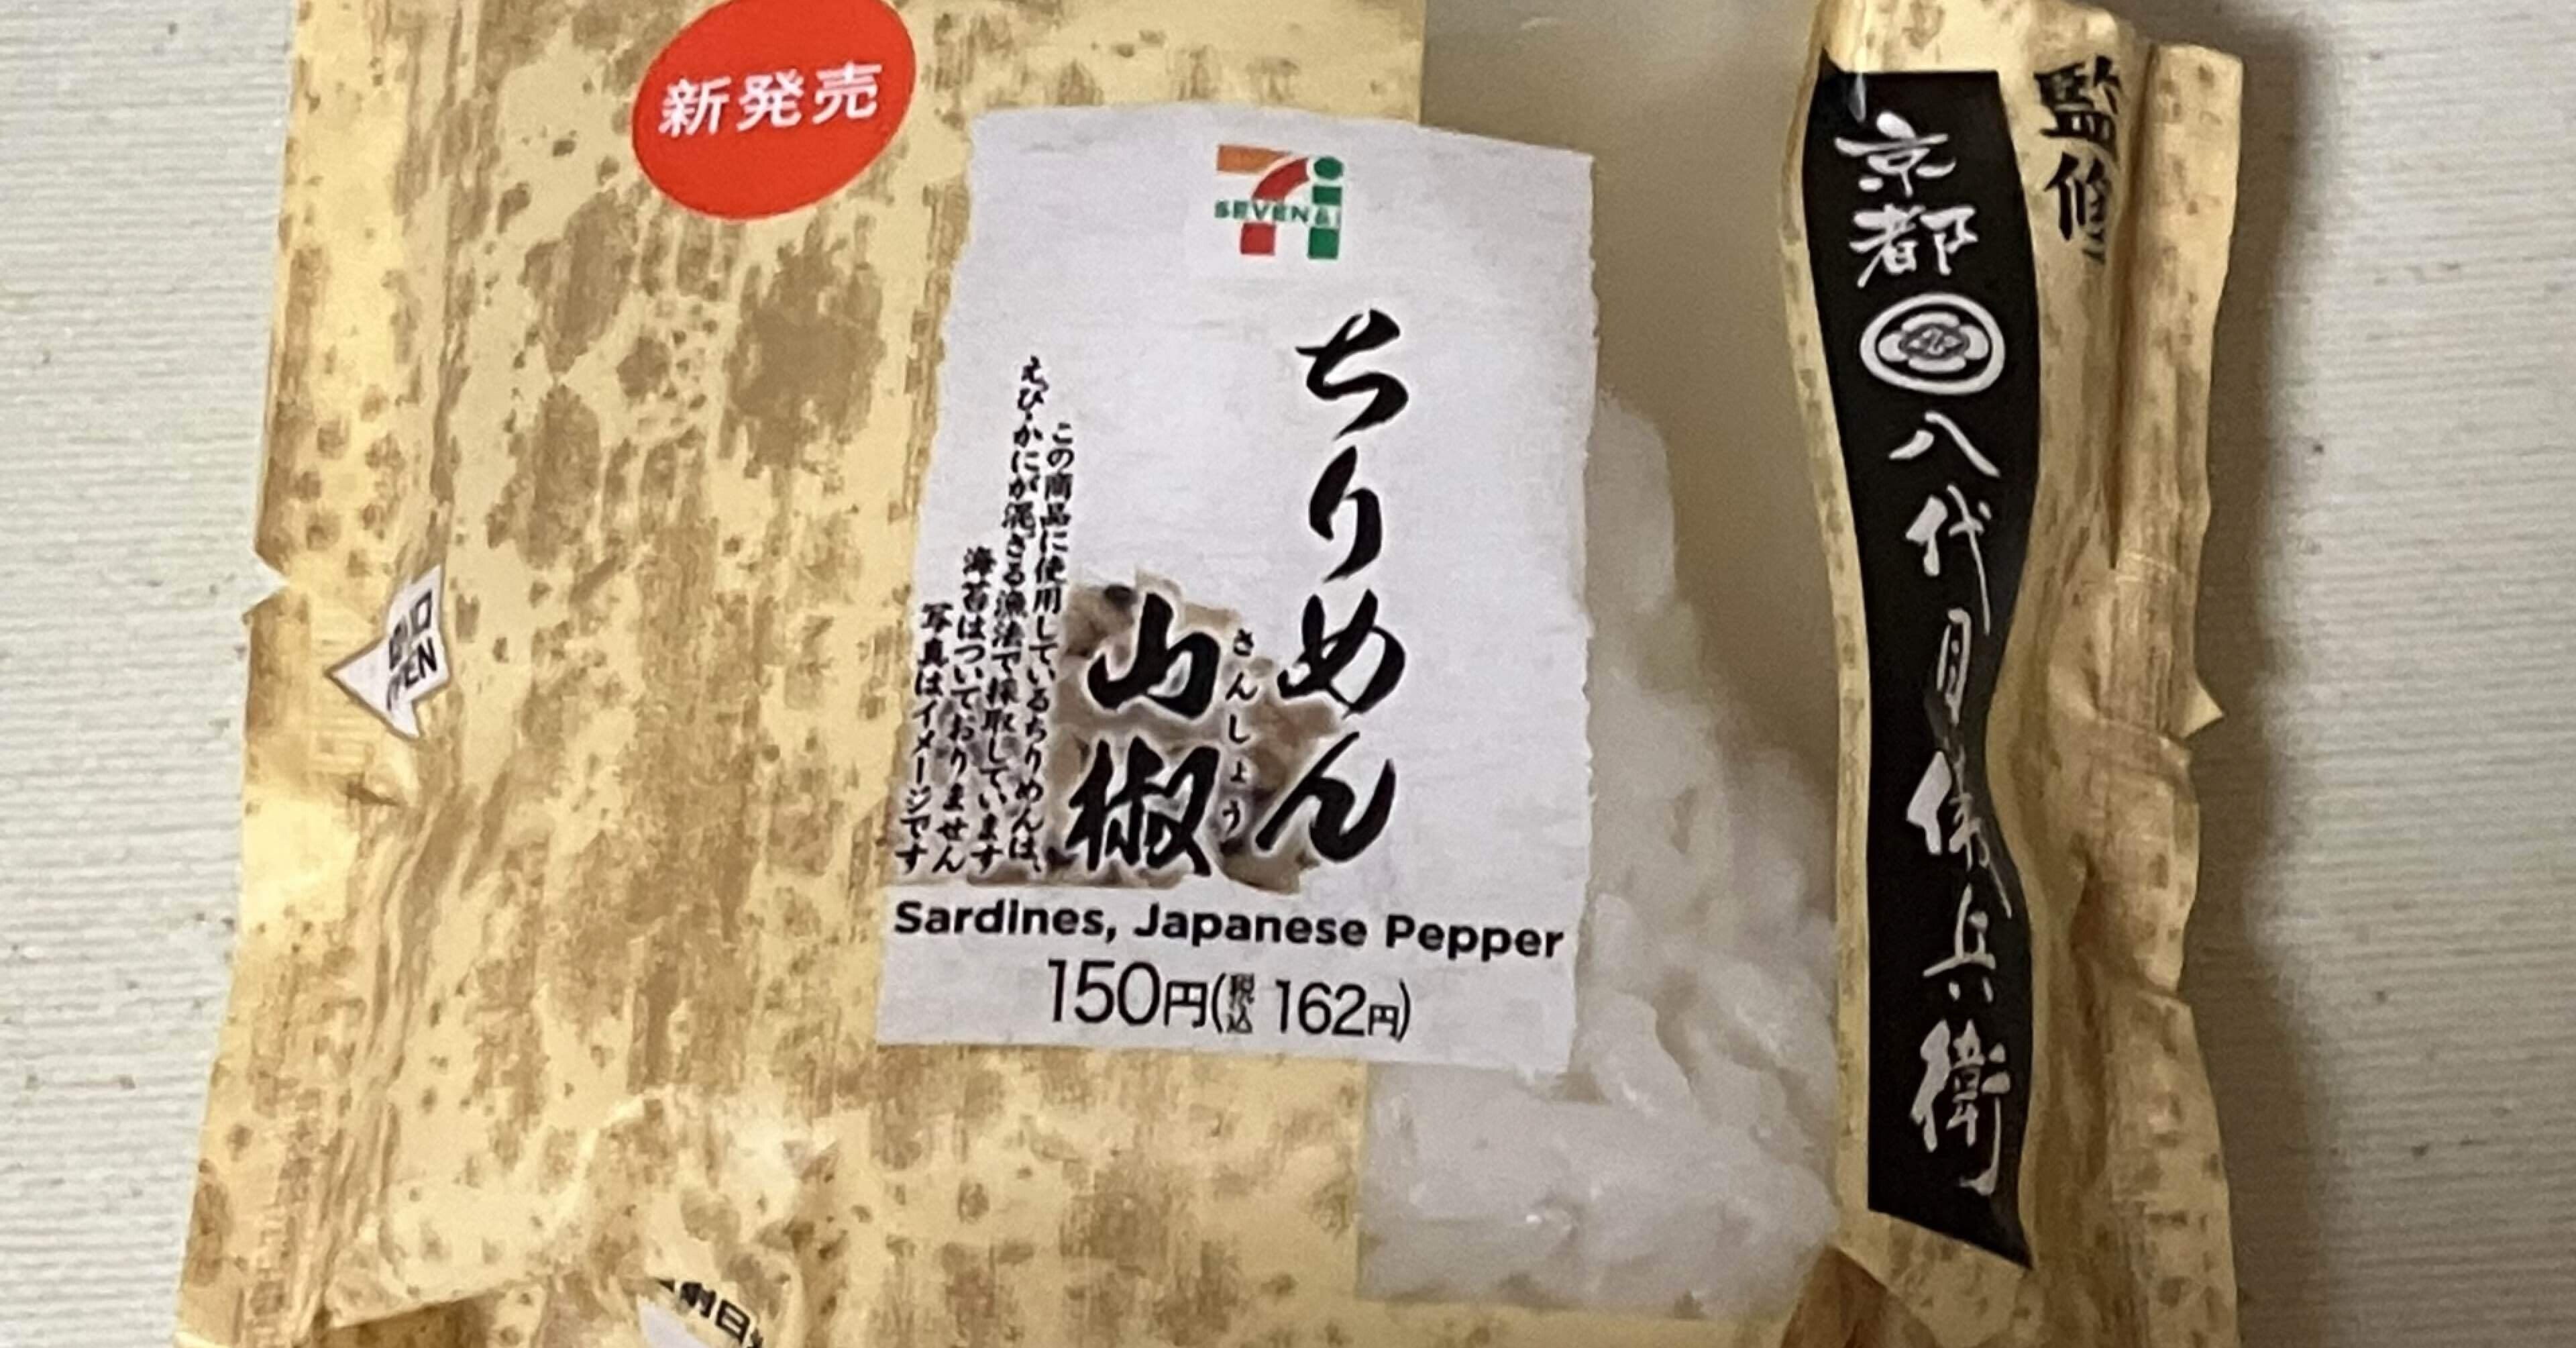 新発売
SEVEN & i
ちりめん
山椒
さんしょう
この商品に使用しているちりめんは、
えび・かにが混ざる漁法で採取しています
海苔はついておりません
写真はイメージです
Sardines, Japanese Pepper
150円(税込 162円)
京都 八代目儀兵衛
監修